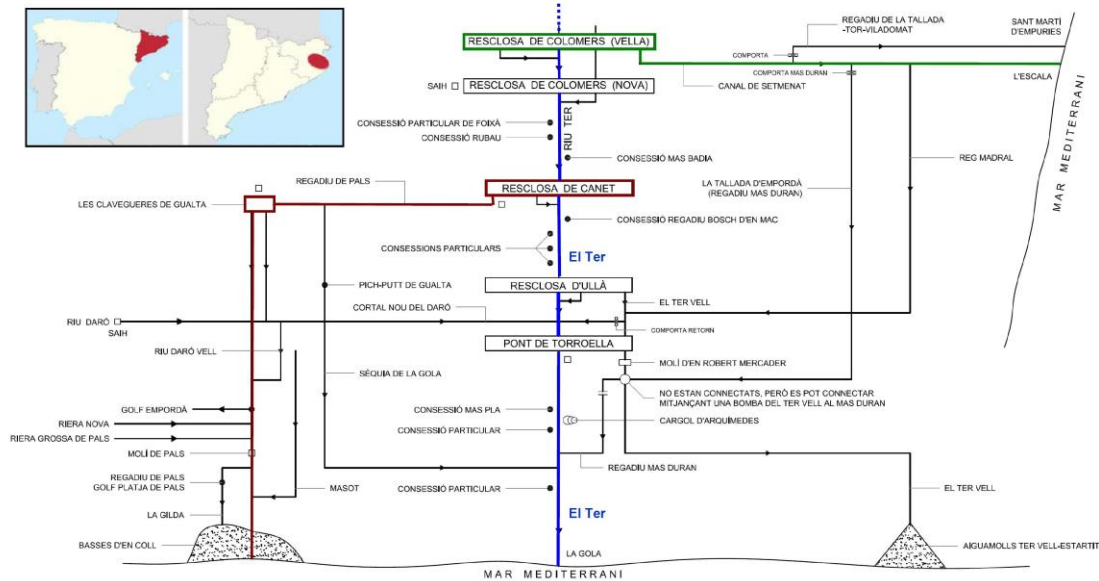 REGADIU DE LA TALLADA
-TOR-VILADOMAT
SANT MARTÍ
D'EMPURIES
RESCLOSA DE COLOMERS (VELLA)
COMPORTA
COMPORTA MAS DURAN
L'ESCALA
SAIH
RESCLOSA DE COLOMERS (NOVA)
CANAL DE SETMENAT
CONSESSIÓ PARTICULAR DE FOIXÀ
CONSESSIÓ RUBAU
RIU TER
MAR MEDITERRANI
CONSESSIÓ MAS BADIA
REG MADRAL
REGADIU DE PALS
RESCLOSA DE CANET
LA TALLADA D'EMPORDÀ
(REGADIU MAS DURAN)
LES CLAVEGUERES DE GUALTA
CONSESSIÓ REGADIU BOSCH D'EN MAC
CONSESSIONS PARTICULARS
El Ter
PICH-PUTT DE GUALTA
RESCLOSA D'ULLÀ
CORTAL NOU DEL DARÓ
EL TER VELL
RIU DARÓ
SAIH
COMPORTA RETORN
RIU DARÓ VELL
PONT DE TORROELLA
MOLÍ D'EN ROBERT MERCADER
SÉQUIA DE LA GOLA
NO ESTAN CONNECTATS, PERÒ ES POT CONNECTAR
MITJANÇANT UNA BOMBA DEL TER VELL AL MAS DURAN
GOLF EMPORDÀ
CONSESSIÓ MAS PLA
CARGOL D'ARQUÍMEDES
RIERA NOVA
CONSESSIÓ PARTICULAR
RIERA GROSSA DE PALS
MOLÍ DE PALS
REGADIU MAS DURAN
REGADIU DE PALS
GOLF PLATJA DE PALS
MASOT
CONSESSIÓ PARTICULAR
EL TER VELL
LA GILDA
El Ter
BASSES D'EN COLL
LA GOLA
AIGUAMOLLS TER VELL-ESTARTIT
MAR MEDITERRANI